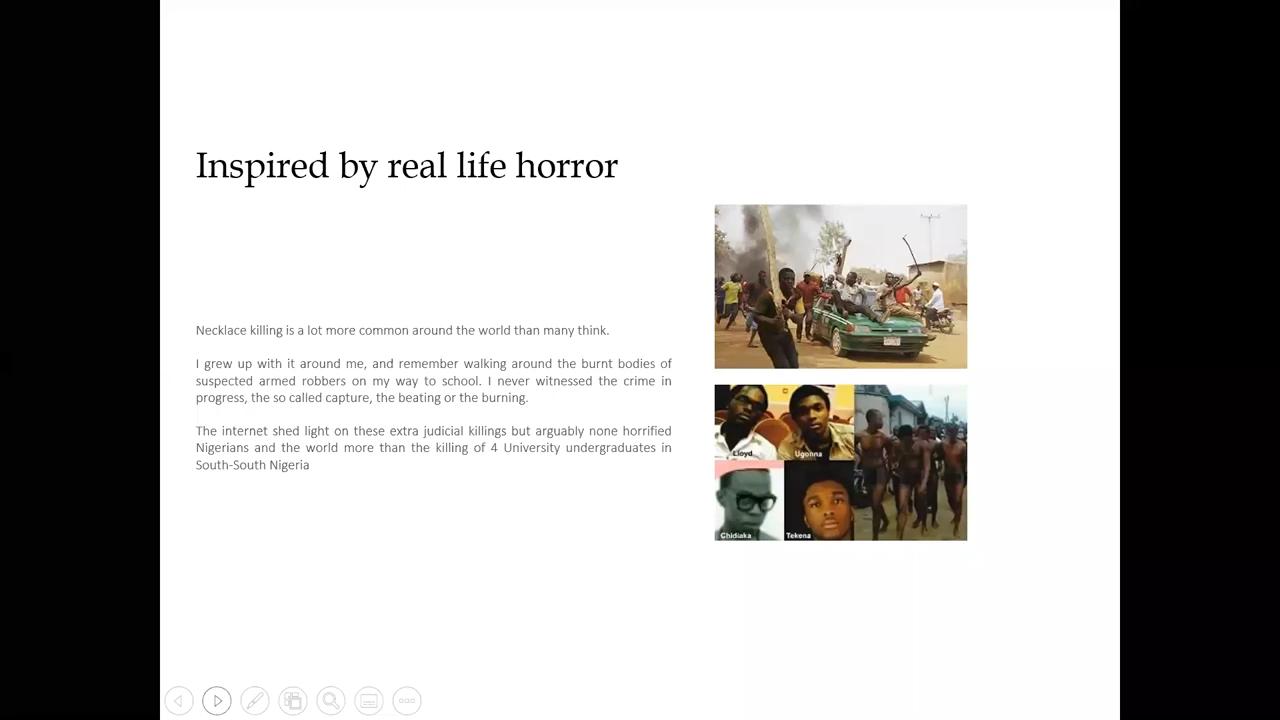 Inspired by real life horror
Necklace killing is a lot more common around the world than many think.
I grew up with it around me, and remember walking around the burnt bodies of
suspected armed robbers on my way to school. I never witnessed the crime in
progress, the so called capture, the beating or the burning.
The internet shed light on these extra judicial killings but arguably none horrified
Nigerians and the world more than the killing of 4 University undergraduates in
South-South Nigeria
Lloyd
Ugonna
Chidiaka
Tekena